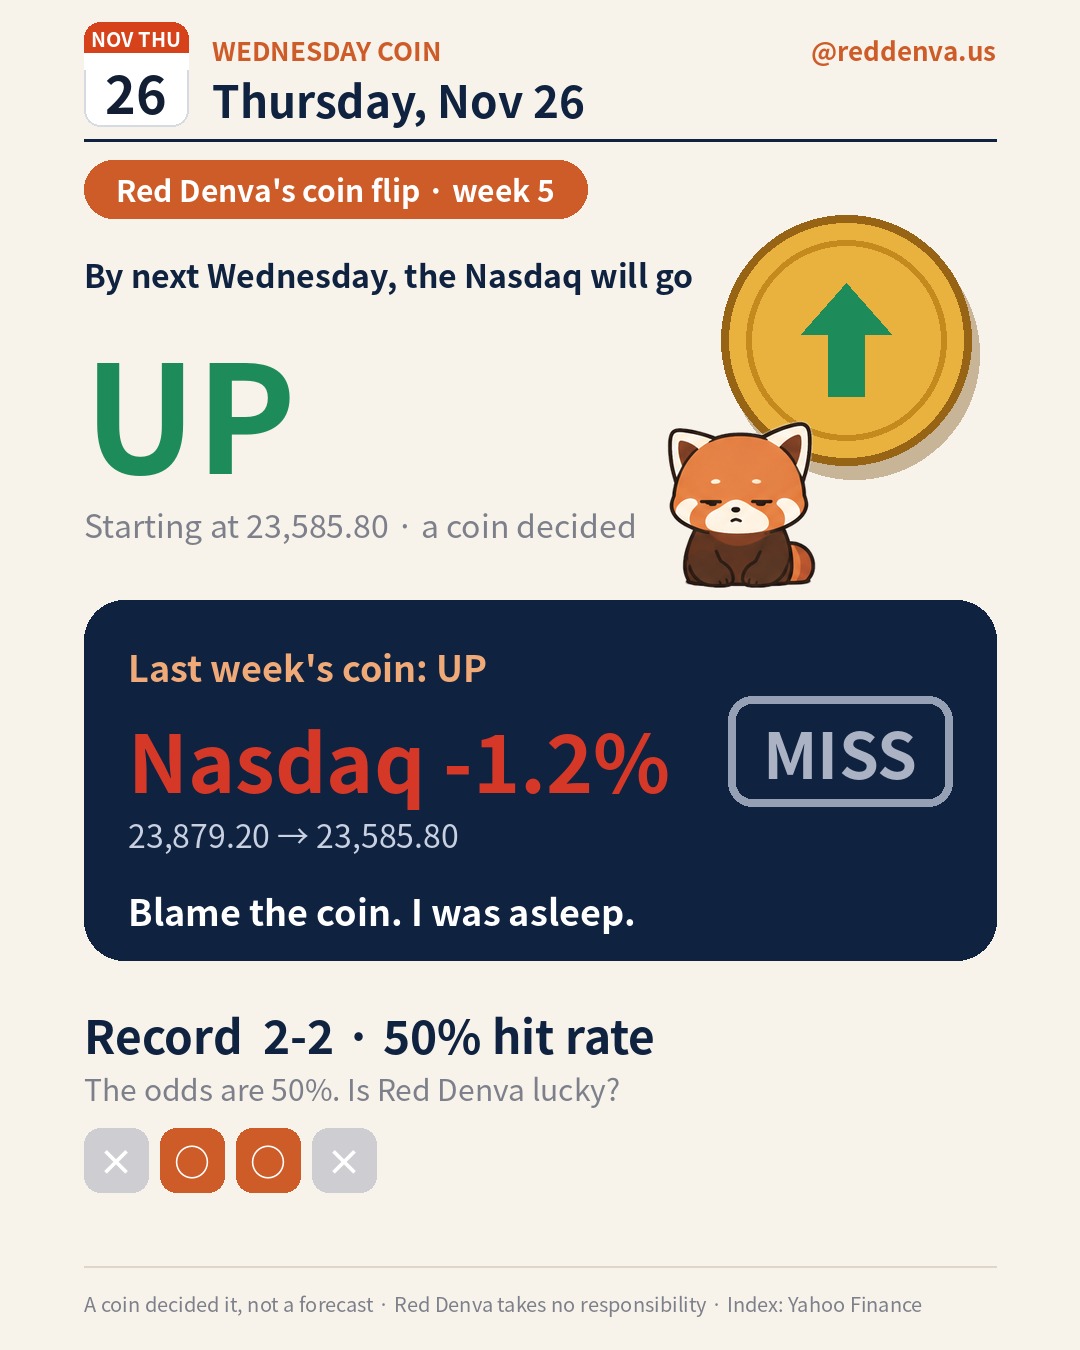 NOV THU
26
WEDNESDAY COIN
Thursday, Nov 26
@reddenva.us
Red Denva's coin flip · week 5
By next Wednesday, the Nasdaq will go
UP
Starting at 23,585.80 · a coin decided
Last week's coin: UP
Nasdaq -1.2%
MISS
23,879.20 → 23,585.80
Blame the coin. I was asleep.
Record 2-2 · 50% hit rate
The odds are 50%. Is Red Denva lucky?
× ○ ○ ×
A coin decided it, not a forecast · Red Denva takes no responsibility · Index: Yahoo Finance